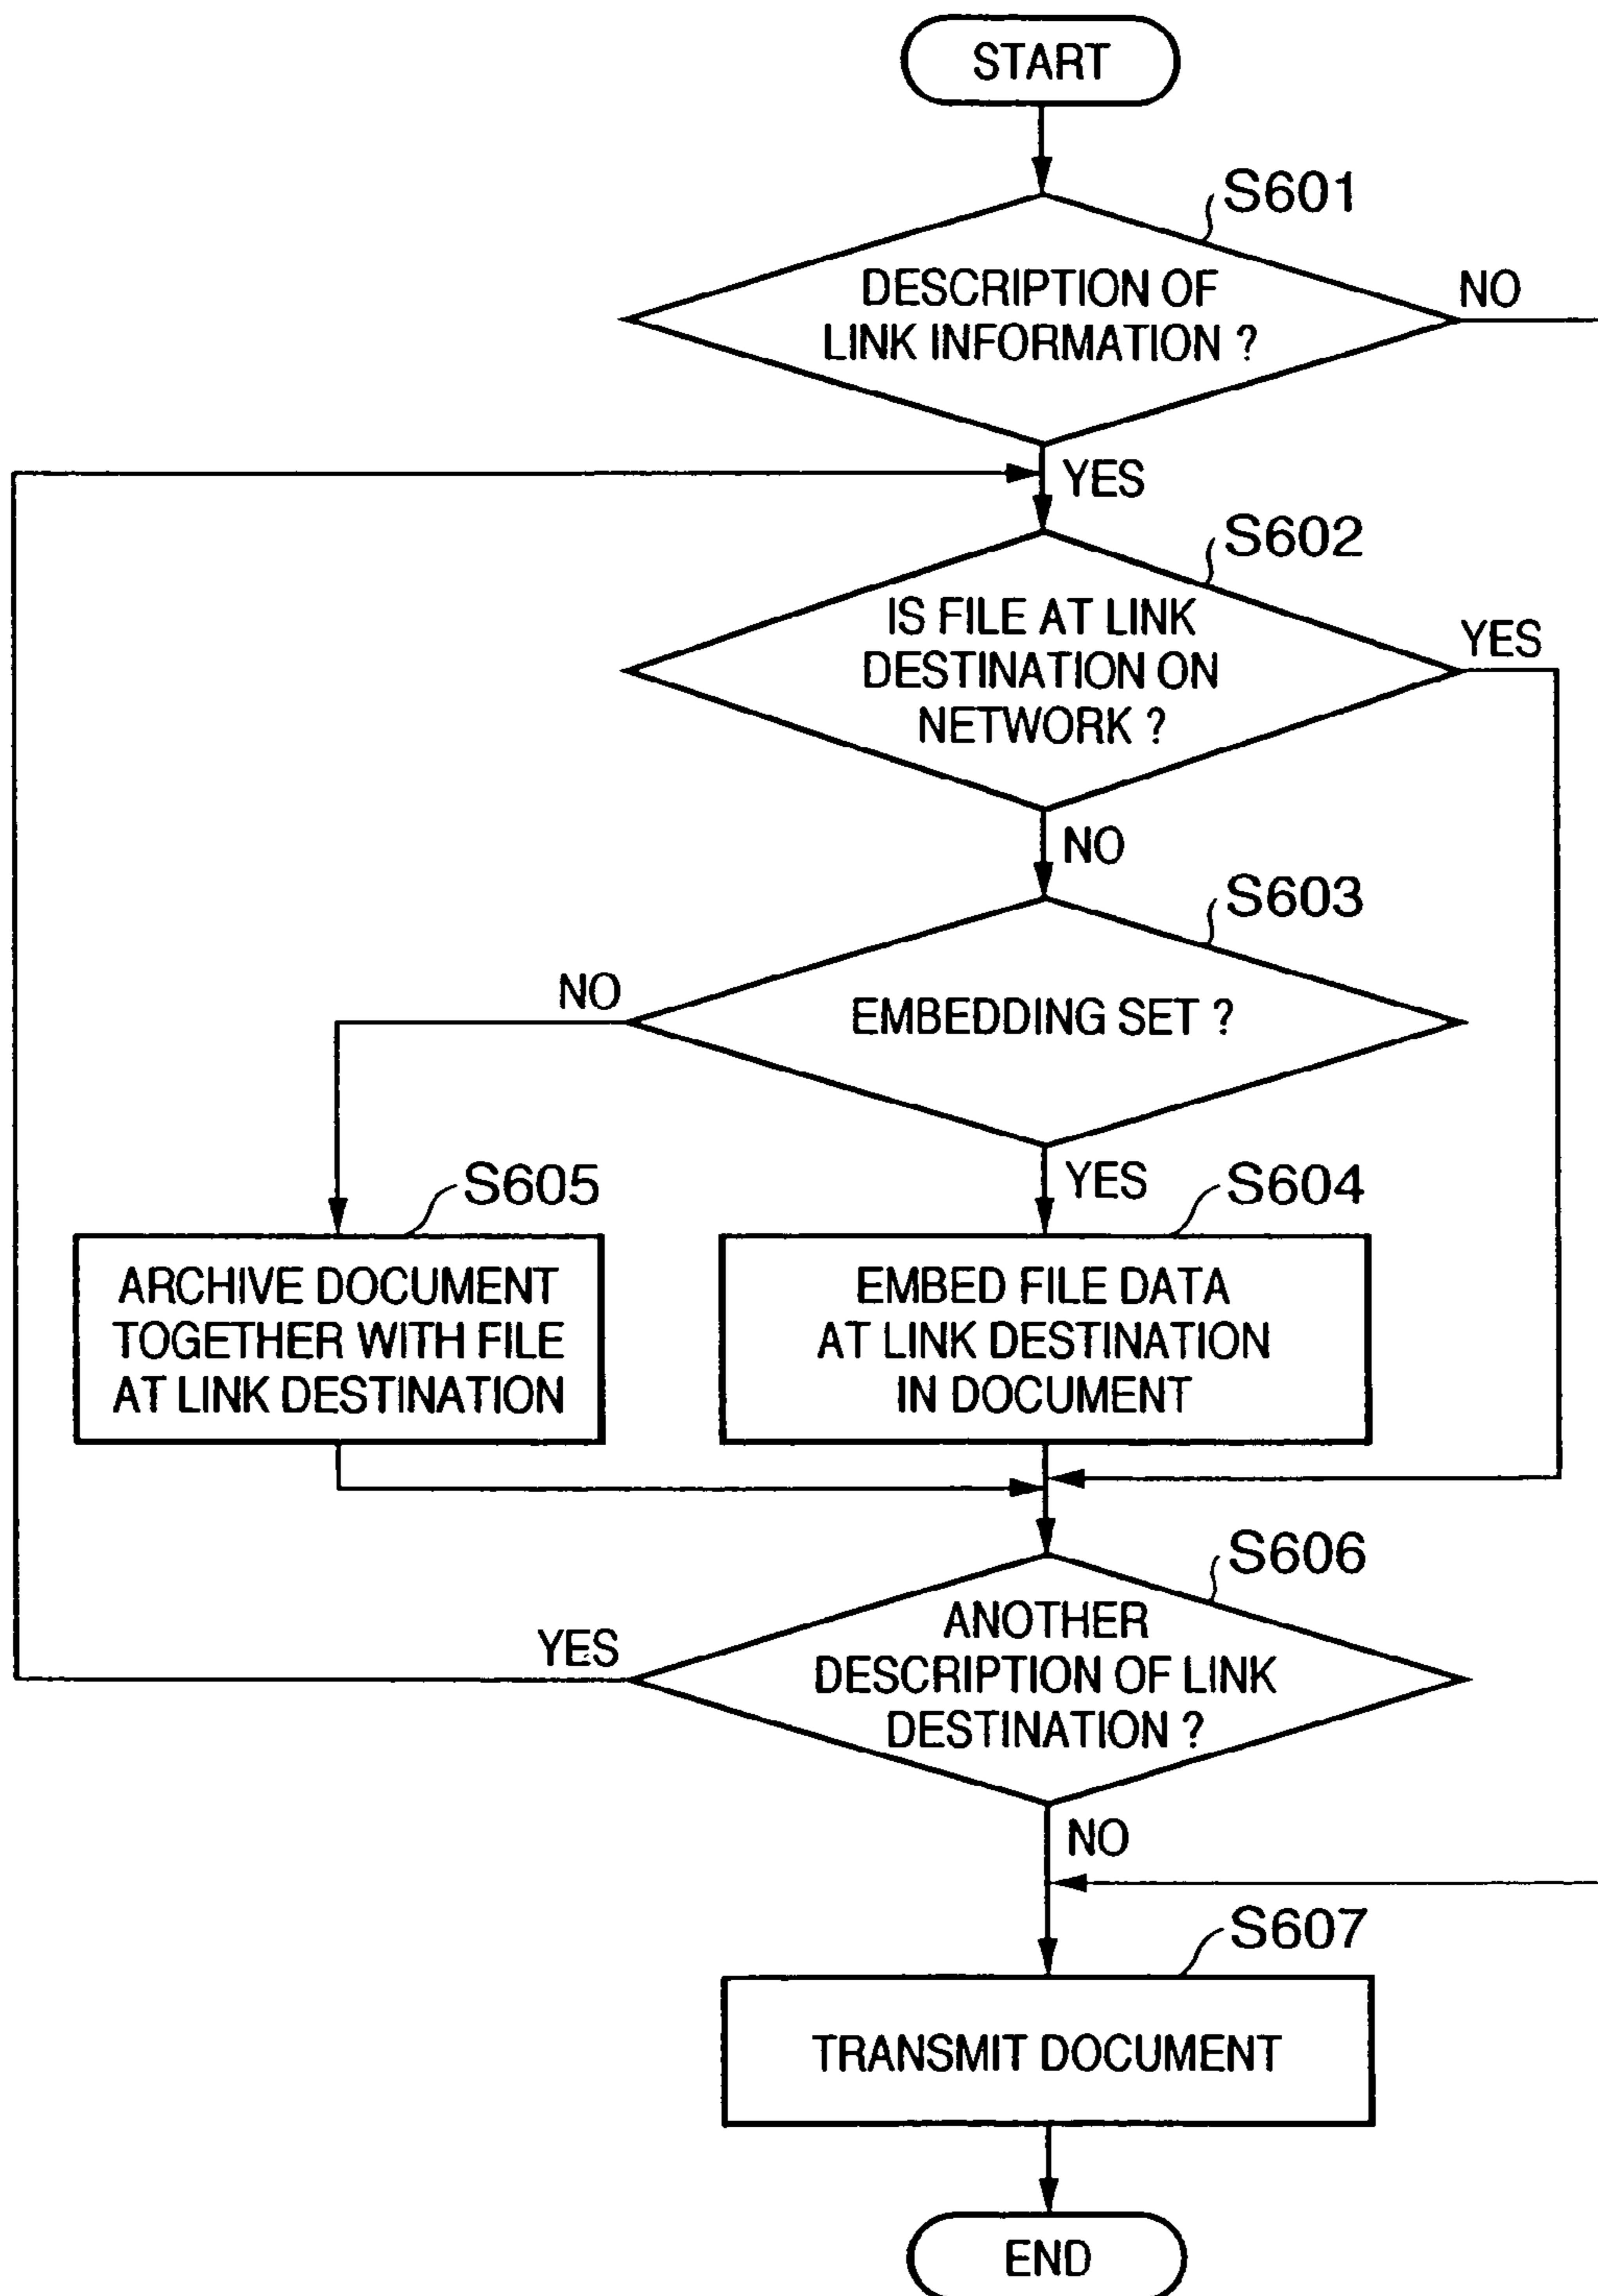 START
S601
DESCRIPTION OF
LINK INFORMATION ?
NO
YES
S602
IS FILE AT LINK
DESTINATION ON
NETWORK ?
YES
NO
S603
EMBEDDING SET ?
NO
YES
S605
ARCHIVE DOCUMENT
TOGETHER WITH FILE
AT LINK DESTINATION
S604
EMBED FILE DATA
AT LINK DESTINATION
IN DOCUMENT
S606
ANOTHER
DESCRIPTION OF LINK
DESTINATION ?
YES
NO
S607
TRANSMIT DOCUMENT
END